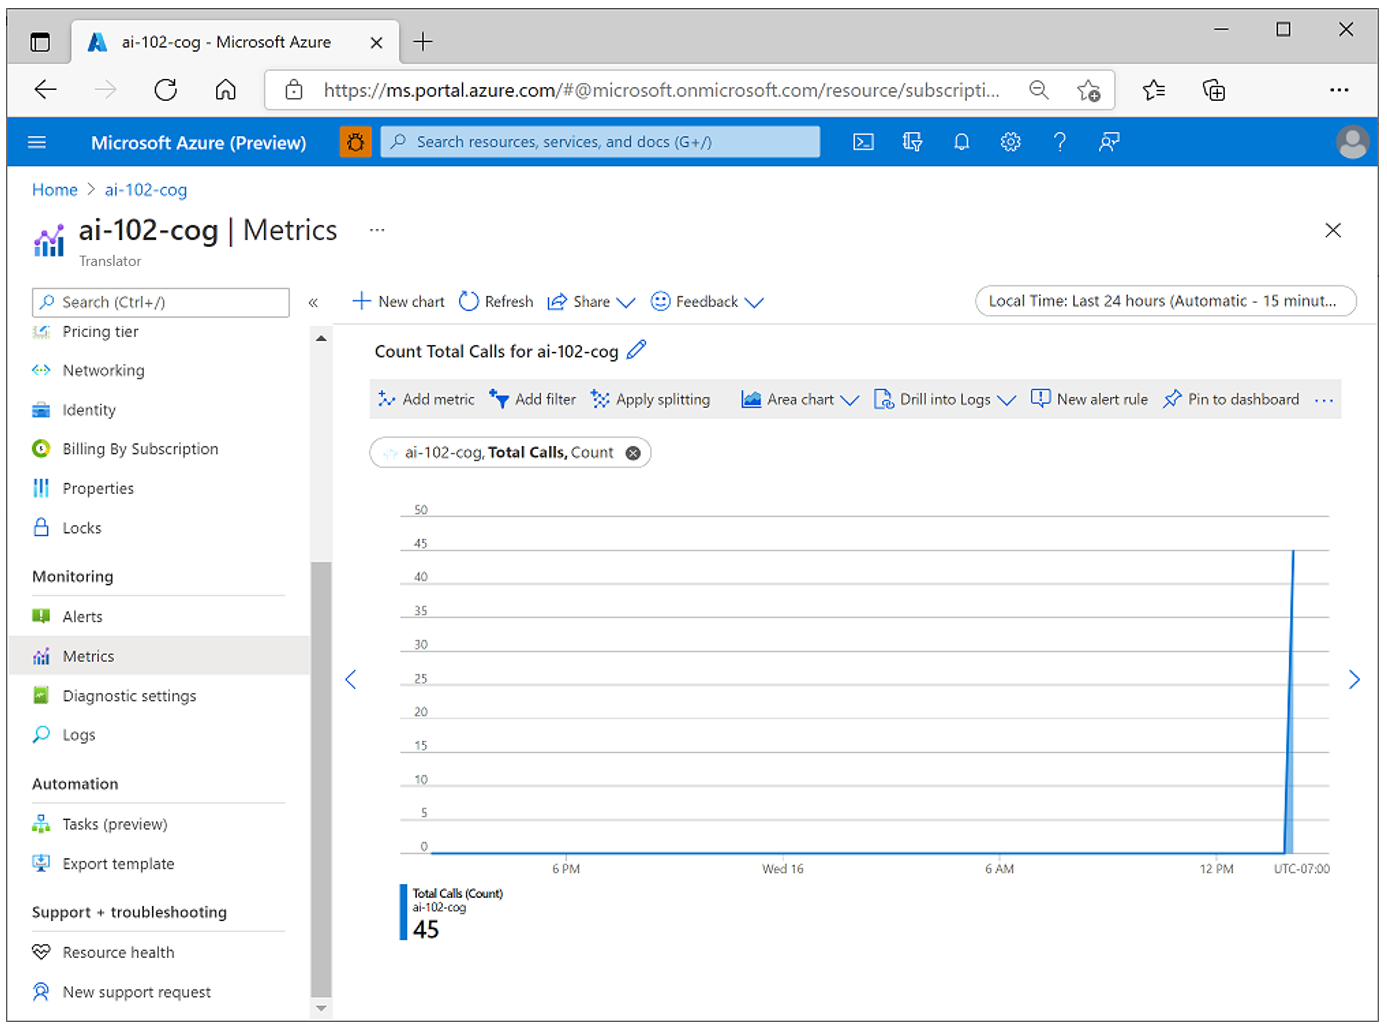 ai-102-cog - Microsoft Azure
https://ms.portal.azure.com/#@microsoft.onmicrosoft.com/resource/subscripti...
Microsoft Azure (Preview)
Search resources, services, and docs (G+/)
Home > ai-102-cog
ai-102-cog | Metrics ...
Translator
Search (Ctrl+/)
«
New chart
Refresh
Share
Feedback
Local Time: Last 24 hours (Automatic - 15 minut...
Pricing tier
Networking
Identity
Billing By Subscription
Properties
Locks
Monitoring
Alerts
Metrics
Diagnostic settings
Logs
Automation
Tasks (preview)
Export template
Support + troubleshooting
Resource health
New support request
Count Total Calls for ai-102-cog
Add metric
Add filter
Apply splitting
Area chart
Drill into Logs
New alert rule
Pin to dashboard
...
ai-102-cog, Total Calls, Count
50
45
40
35
30
25
20
15
10
5
0
6 PM
Wed 16
6 AM
12 PM
UTC-07:00
Total Calls (Count)
ai-102-cog
45